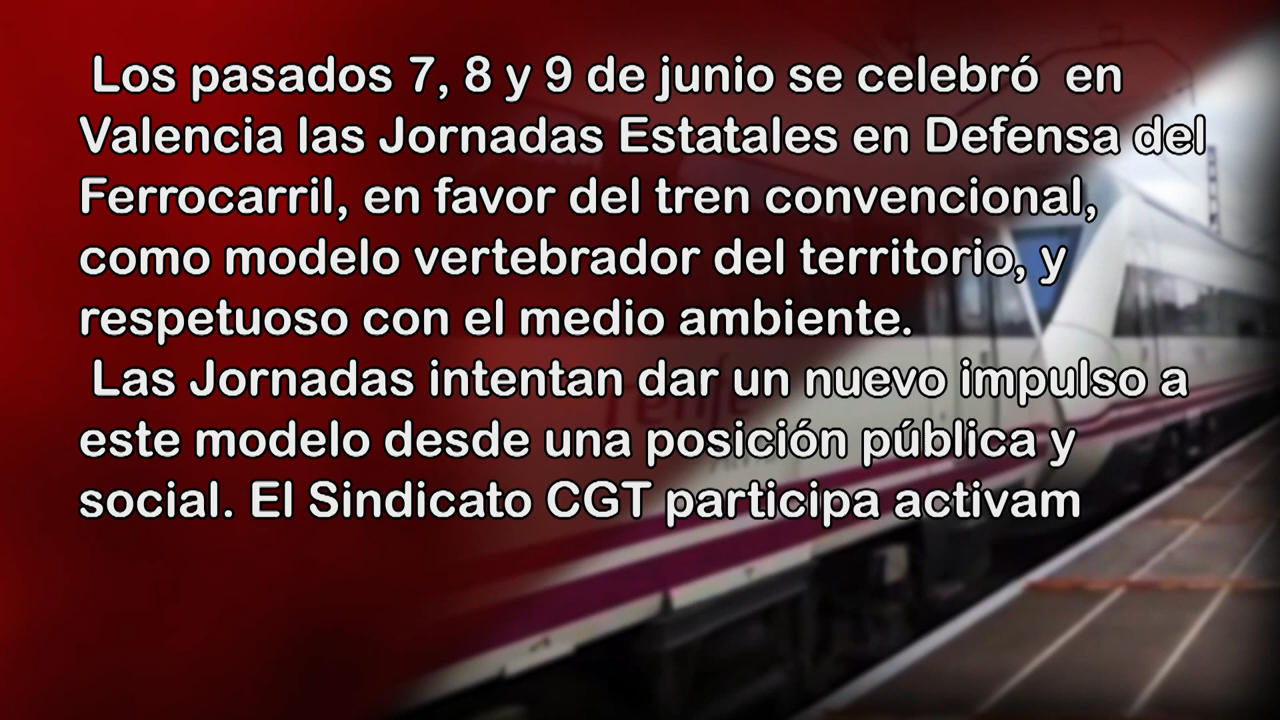 Los pasados 7, 8 y 9 de junio se celebró en
Valencia las Jornadas Estatales en Defensa del
Ferrocarril, en favor del tren convencional,
como modelo vertebrador del territorio, y
respetuoso con el medio ambiente.
Las Jornadas intentan dar un nuevo impulso a
este modelo desde una posición pública y
social. El Sindicato CGT participa activam